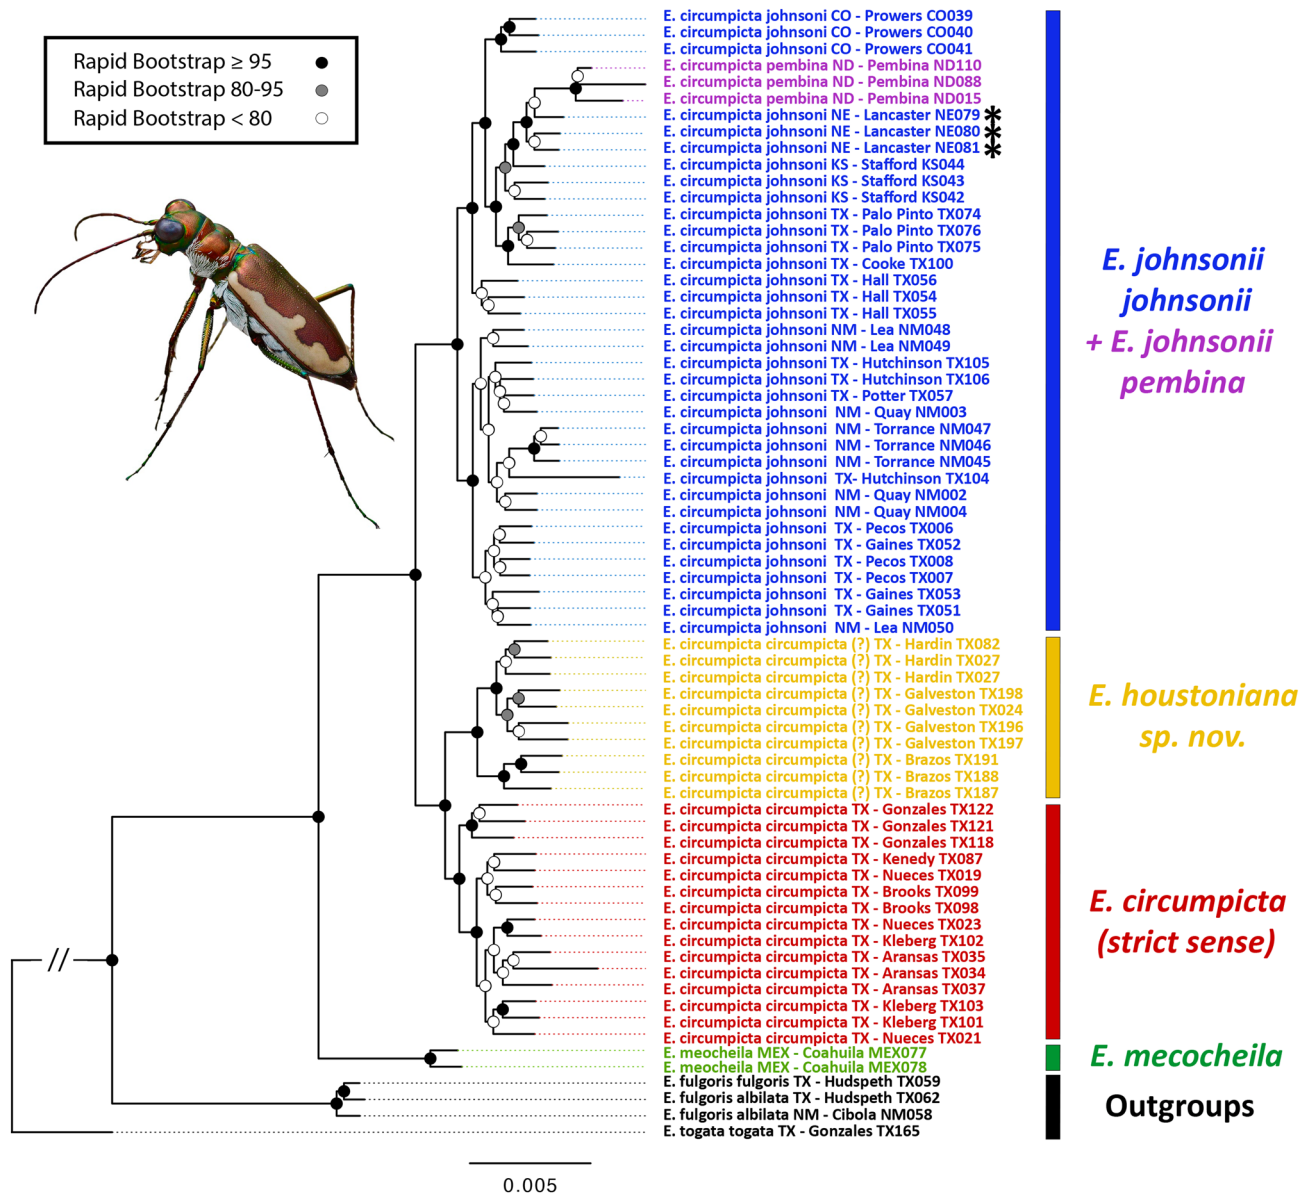 Rapid Bootstrap ≥ 95
Rapid Bootstrap 80-95
Rapid Bootstrap < 80
E. circumpicta johnsoni CO - Prowers CO039
E. circumpicta johnsoni CO - Prowers CO040
E. circumpicta johnsoni CO - Prowers CO041
E. circumpicta pembina ND - Pembina ND110
E. circumpicta pembina ND - Pembina ND088
E. circumpicta pembina ND - Pembina ND015
E. circumpicta johnsoni NE - Lancaster NE079 *
E. circumpicta johnsoni NE - Lancaster NE080 *
E. circumpicta johnsoni NE - Lancaster NE081 *
E. circumpicta johnsoni KS - Stafford KS044
E. circumpicta johnsoni KS - Stafford KS043
E. circumpicta johnsoni KS - Stafford KS042
E. circumpicta johnsoni TX - Palo Pinto TX074
E. circumpicta johnsoni TX - Palo Pinto TX076
E. circumpicta johnsoni TX - Palo Pinto TX075
E. circumpicta johnsoni TX - Cooke TX100
E. circumpicta johnsoni TX - Hall TX056
E. circumpicta johnsoni TX - Hall TX054
E. circumpicta johnsoni TX - Hall TX055
E. circumpicta johnsoni NM - Lea NM048
E. circumpicta johnsoni NM - Lea NM049
E. circumpicta johnsoni TX - Hutchinson TX105
E. circumpicta johnsoni TX - Hutchinson TX106
E. circumpicta johnsoni TX - Potter TX057
E. circumpicta johnsoni NM - Quay NM003
E. circumpicta johnsoni NM - Torrance NM047
E. circumpicta johnsoni NM - Torrance NM046
E. circumpicta johnsoni NM - Torrance NM045
E. circumpicta johnsoni TX- Hutchinson TX104
E. circumpicta johnsoni NM - Quay NM002
E. circumpicta johnsoni NM - Quay NM004
E. circumpicta johnsoni TX - Pecos TX006
E. circumpicta johnsoni TX - Gaines TX052
E. circumpicta johnsoni TX - Pecos TX008
E. circumpicta johnsoni TX - Pecos TX007
E. circumpicta johnsoni TX - Gaines TX053
E. circumpicta johnsoni TX - Gaines TX051
E. circumpicta johnsoni NM - Lea NM050
E. johnsonii
johnsonii
+ E. johnsonii
pembina
E. circumpicta circumpicta (?) TX - Hardin TX082
E. circumpicta circumpicta (?) TX - Hardin TX027
E. circumpicta circumpicta (?) TX - Hardin TX027
E. circumpicta circumpicta (?) TX - Galveston TX198
E. circumpicta circumpicta (?) TX - Galveston TX024
E. circumpicta circumpicta (?) TX - Galveston TX196
E. circumpicta circumpicta (?) TX - Galveston TX197
E. circumpicta circumpicta (?) TX - Brazos TX191
E. circumpicta circumpicta (?) TX - Brazos TX188
E. circumpicta circumpicta (?) TX - Brazos TX187
E. houstoniana
sp. nov.
E. circumpicta circumpicta TX - Gonzales TX122
E. circumpicta circumpicta TX - Gonzales TX121
E. circumpicta circumpicta TX - Gonzales TX118
E. circumpicta circumpicta TX - Kenedy TX087
E. circumpicta circumpicta TX - Nueces TX019
E. circumpicta circumpicta TX - Brooks TX099
E. circumpicta circumpicta TX - Brooks TX098
E. circumpicta circumpicta TX - Nueces TX023
E. circumpicta circumpicta TX - Kleberg TX102
E. circumpicta circumpicta TX - Aransas TX035
E. circumpicta circumpicta TX - Aransas TX034
E. circumpicta circumpicta TX - Aransas TX037
E. circumpicta circumpicta TX - Kleberg TX103
E. circumpicta circumpicta TX - Kleberg TX101
E. circumpicta circumpicta TX - Nueces TX021
E. circumpicta
(strict sense)
E. meocheila MEX - Coahuila MEX077
E. meocheila MEX - Coahuila MEX078
E. mecocheila
E. fulgoris fulgoris TX - Hudspeth TX059
E. fulgoris albilata TX - Hudspeth TX062
E. fulgoris albilata NM - Cibola NM058
E. togata togata TX - Gonzales TX165
Outgroups
//
0.005